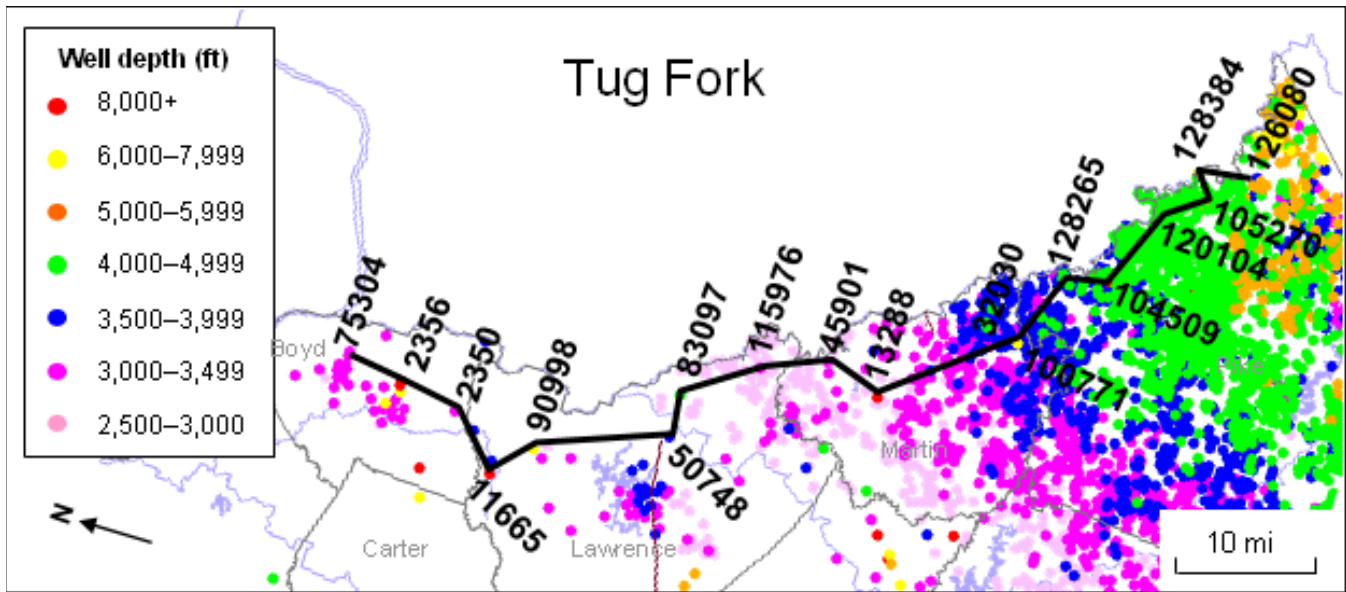 Tug Fork
Well depth (ft)
8,000+
6,000–7,999
5,000–5,999
4,000–4,999
3,500–3,999
3,000–3,499
2,500–3,000
75304
2356
2350
11665
90998
50748
83097
115976
45901
13288
32030
100771
128265
104509
120104
105270
128384
126080
Boyd
Carter
Lawrence
Martin
Pike
N
10 mi